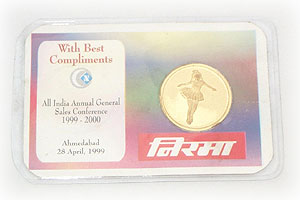 With Best
Compliments
All India Annual General
Sales Conference
1999 - 2000
Ahmedabad
28 April, 1999
निरमा